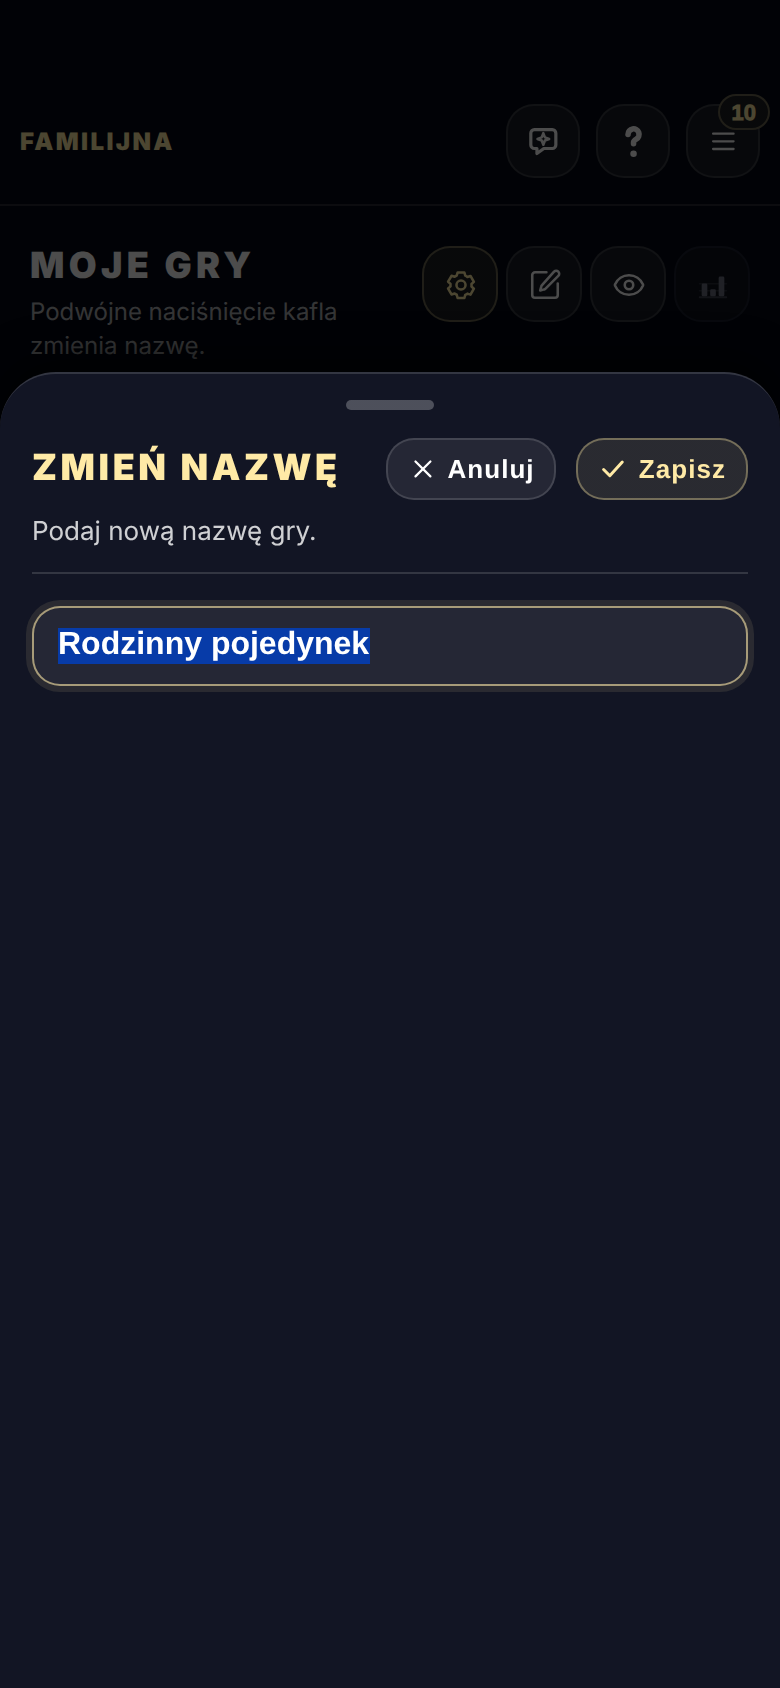 FAMILIJNA
10
MOJE GRY
Podwójne naciśnięcie kafla
zmienia nazwę.
ZMIEŃ NAZWĘ
Anuluj
Zapisz
Podaj nową nazwę gry.
Rodzinny pojedynek